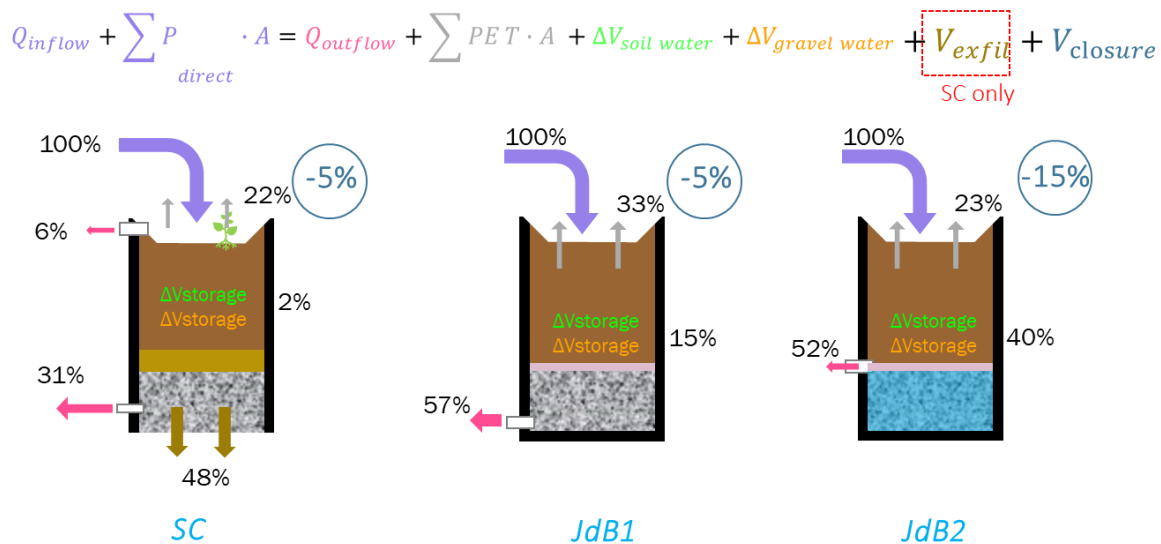 Q_inflow + ∑ P_direct · A = Q_outflow + ∑ PET · A + ΔV_soil water + ΔV_gravel water + V_exfil + V_closure
SC only
100%
-5%
22%
6%
ΔVstorage
ΔVstorage
2%
31%
48%
SC
100%
-5%
33%
ΔVstorage
ΔVstorage
15%
57%
JdB1
100%
-15%
23%
ΔVstorage
ΔVstorage
40%
52%
JdB2